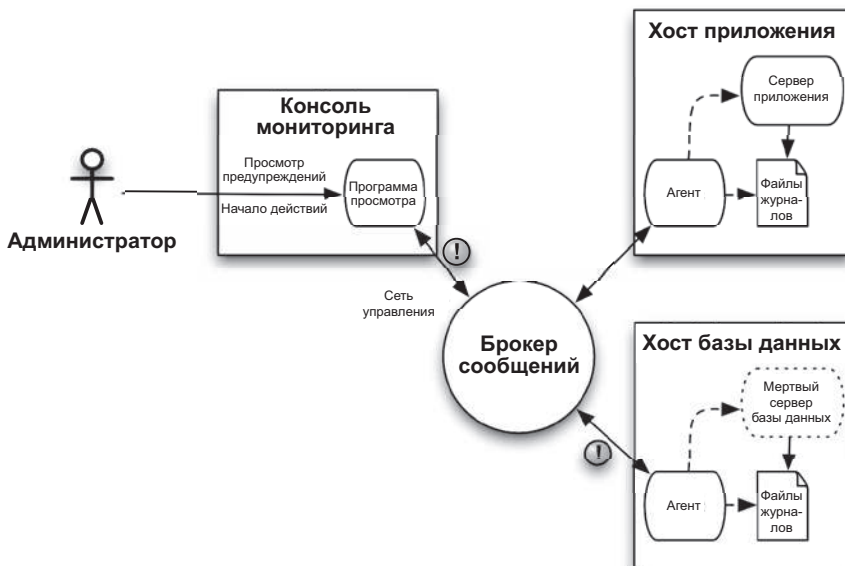 Хост приложения
Сервер
приложения
Агент
Файлы
журна-
лов
Консоль
мониторинга
Просмотр
предупреждений
Начало действий
Программа
просмотра
!
Администратор
Сеть
управления
Брокер
сообщений
!
Хост базы данных
Мертвый
сервер
базы данных
Агент
Файлы
журна-
лов